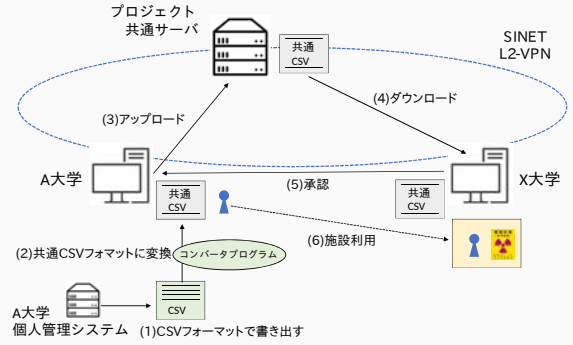 プロジェクト
共通サーバ
共通
CSV
SINET
L2-VPN
(3)アップロード
(4)ダウンロード
A大学
X大学
(5)承認
共通
CSV
共通
CSV
(6)施設利用
(2)共通CSVフォマットに変換
コンバータプログラム
A大学
個人管理システム
CSV
(1)CSVフォーマットで書き出す